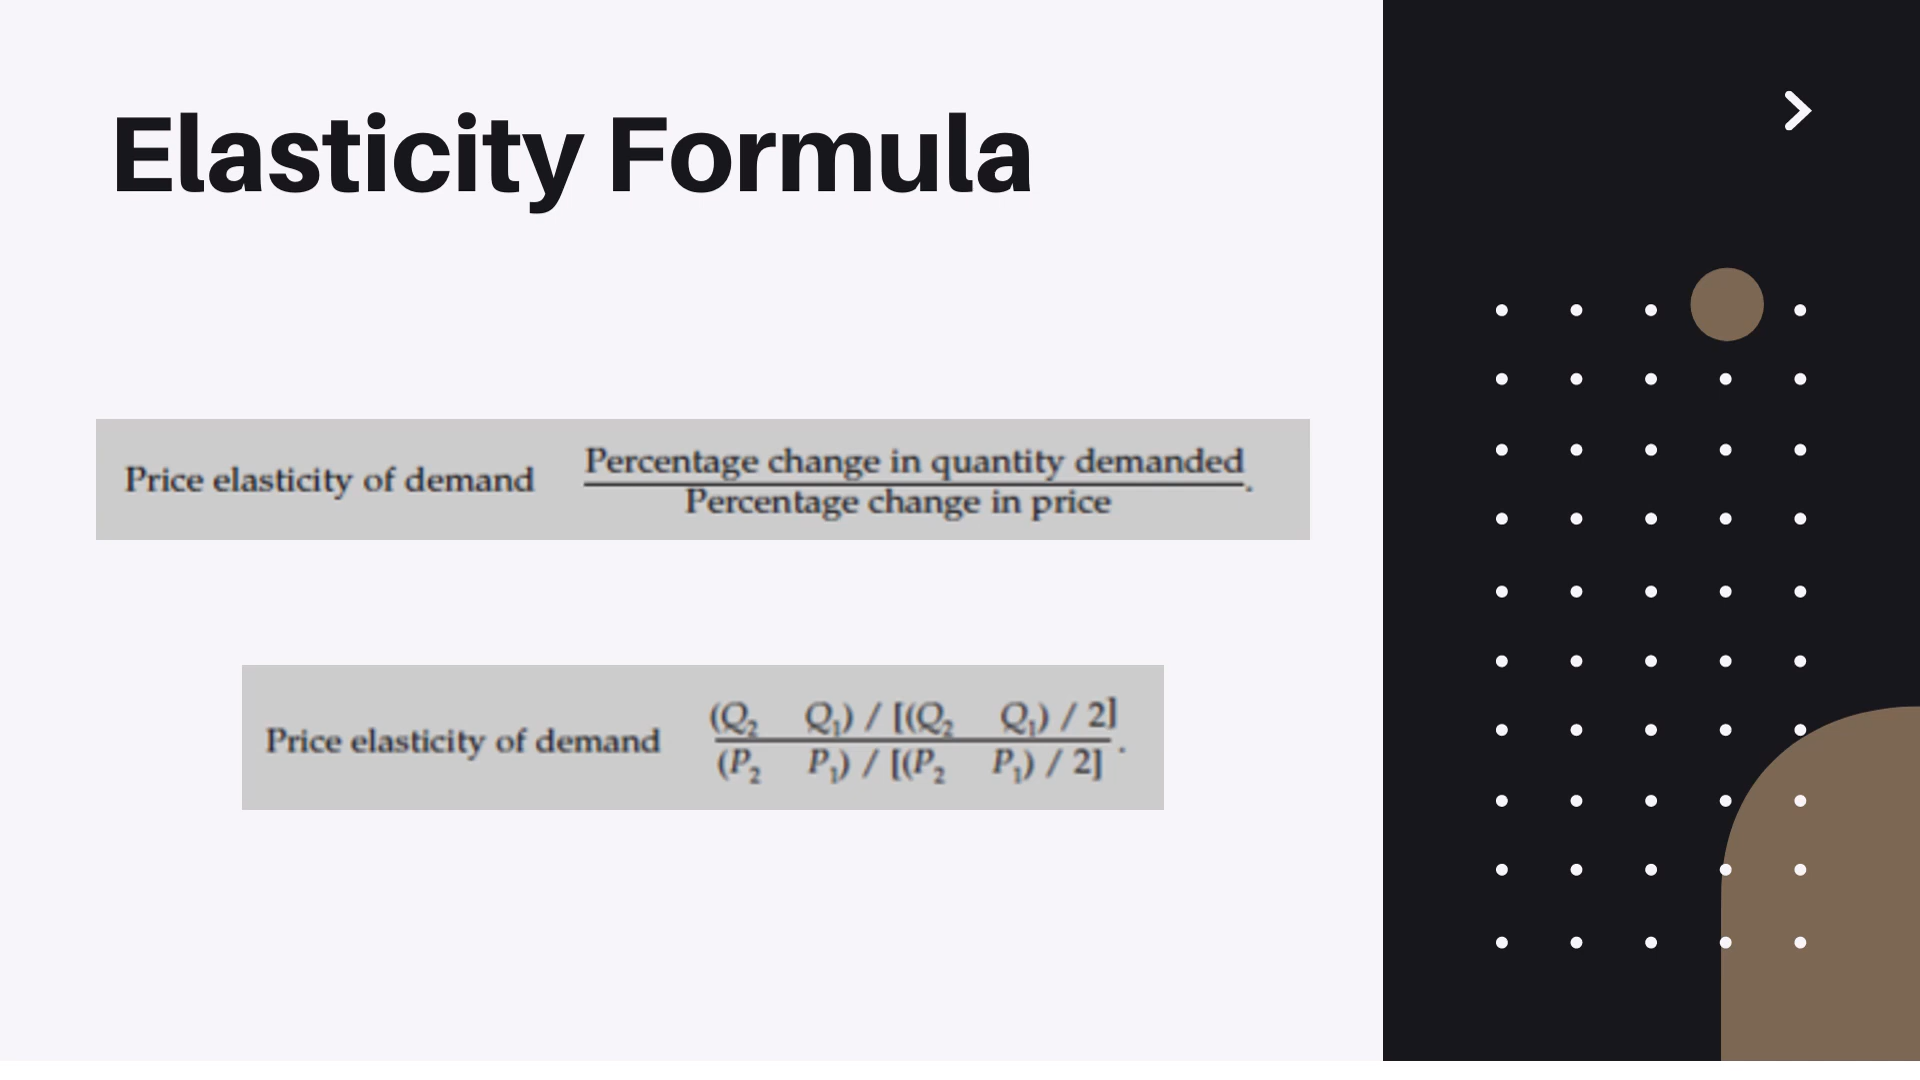 Elasticity Formula
Price elasticity of demand Percentage change in quantity demanded
Percentage change in price.
Price elasticity of demand (Q2 Q1) / [(Q2 Q1) / 2]
(P2 P1) / [(P2 P1) / 2].